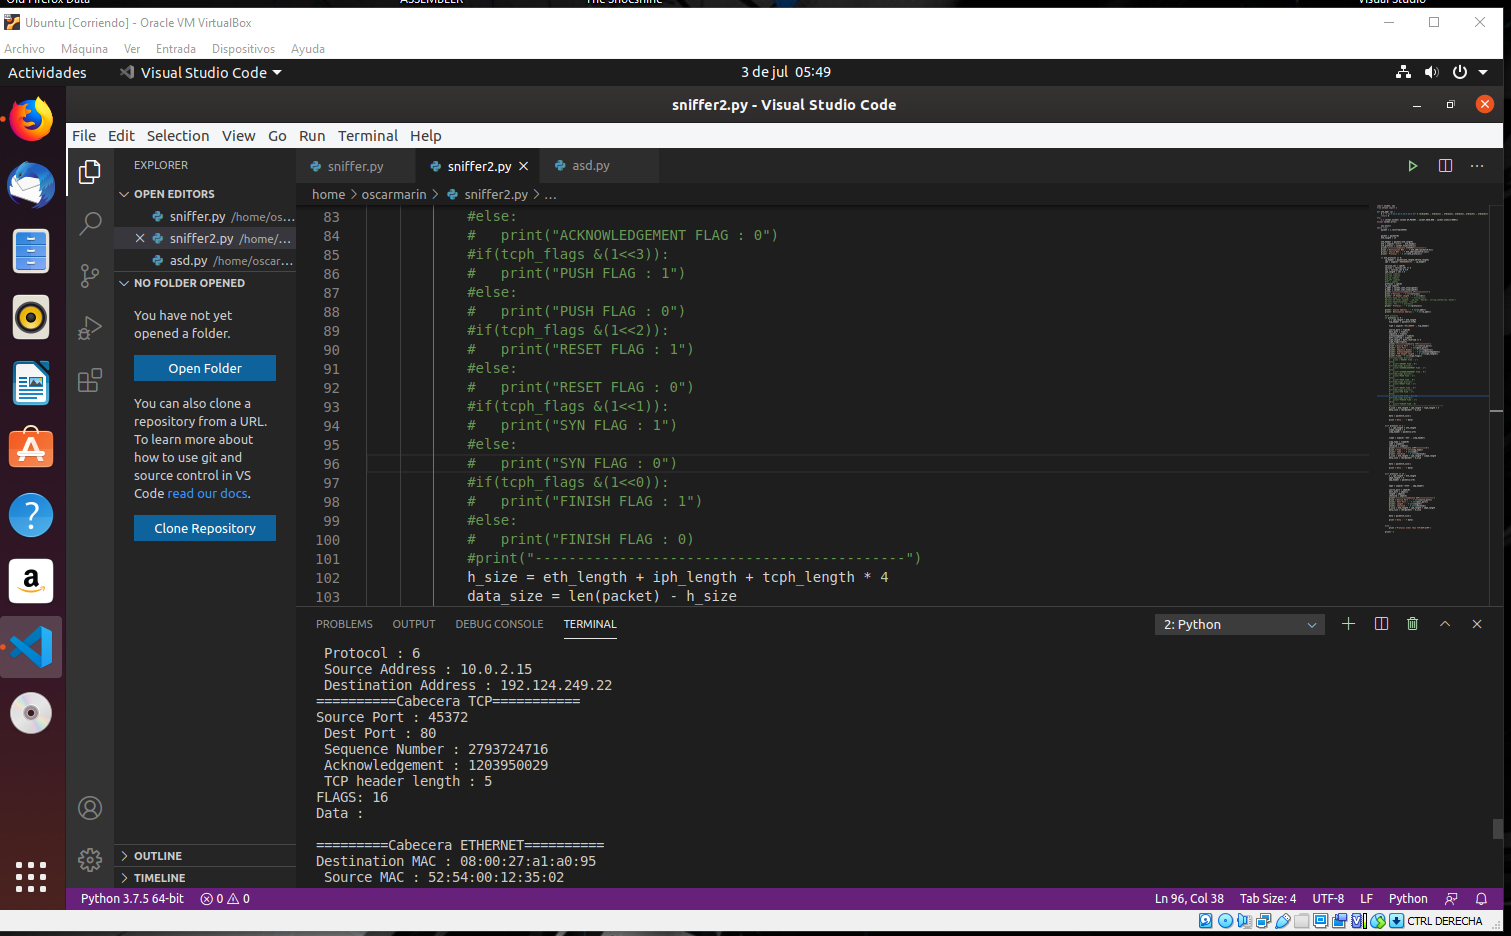 Old Firefox Data
ASSEMBLER
The Shoeshine
Visual Studio
Ubuntu [Corriendo] - Oracle VM VirtualBox
Archivo Máquina Ver Entrada Dispositivos Ayuda
Actividades Visual Studio Code 3 de jul 05:49
sniffer2.py - Visual Studio Code
File Edit Selection View Go Run Terminal Help
EXPLORER
OPEN EDITORS
sniffer.py /home/os...
sniffer2.py /home/...
asd.py /home/oscar...
NO FOLDER OPENED
You have not yet
opened a folder.
Open Folder
You can also clone a
repository from a URL.
To learn more about
how to use git and
source control in VS
Code read our docs.
Clone Repository
OUTLINE
TIMELINE
sniffer.py sniffer2.py asd.py
home > oscarmarin > sniffer2.py > ...
83 #else:
84 #   print("ACKNOWLEDGEMENT FLAG : 0")
85 #if(tcph_flags &(1<<3)):
86 #   print("PUSH FLAG : 1")
87 #else:
88 #   print("PUSH FLAG : 0")
89 #if(tcph_flags &(1<<2)):
90 #   print("RESET FLAG : 1")
91 #else:
92 #   print("RESET FLAG : 0")
93 #if(tcph_flags &(1<<1)):
94 #   print("SYN FLAG : 1")
95 #else:
96 #   print("SYN FLAG : 0")
97 #if(tcph_flags &(1<<0)):
98 #   print("FINISH FLAG : 1")
99 #else:
100 #   print("FINISH FLAG : 0)
101 #print("--------------------------------------------")
102 h_size = eth_length + iph_length + tcph_length * 4
103 data_size = len(packet) - h_size
PROBLEMS OUTPUT DEBUG CONSOLE TERMINAL 2: Python
Protocol : 6
Source Address : 10.0.2.15
Destination Address : 192.124.249.22
==========Cabecera TCP===========
Source Port : 45372
Dest Port : 80
Sequence Number : 2793724716
Acknowledgement : 1203950029
TCP header length : 5
FLAGS: 16
Data :
=========Cabecera ETHERNET==========
Destination MAC : 08:00:27:a1:a0:95
Source MAC : 52:54:00:12:35:02
Python 3.7.5 64-bit 0 0 Ln 96, Col 38 Tab Size: 4 UTF-8 LF Python
CTRL DERECHA